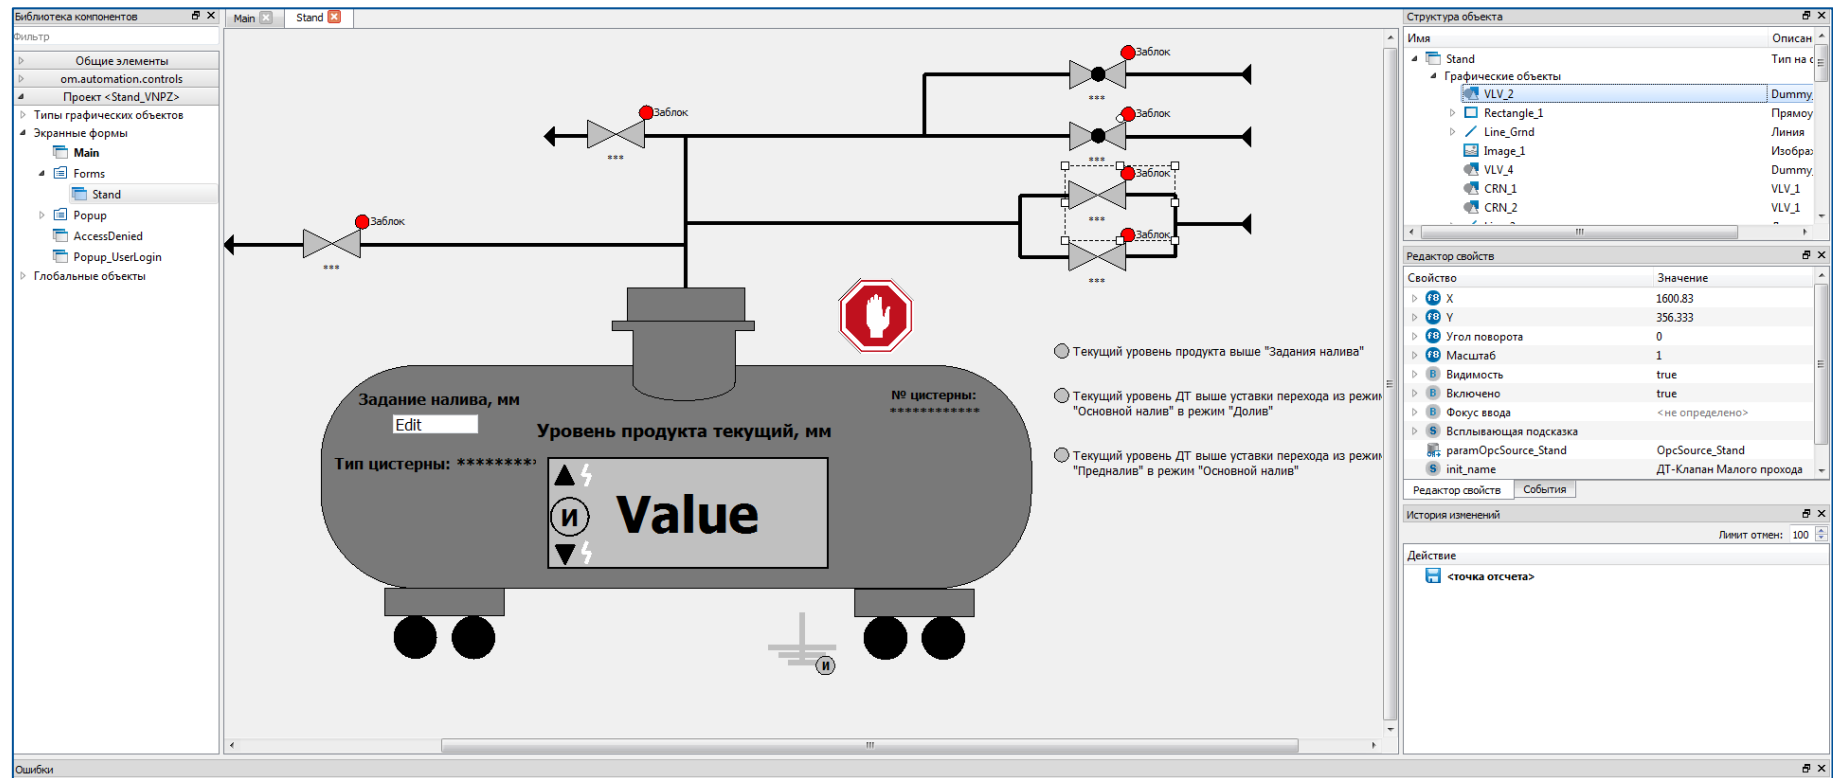 Библиотека компонентов
Фильтр
Общие элементы
om.automation.controls
Проект <Stand_VNPZ>
Типы графических объектов
Экранные формы
Main
Forms
Stand
Popup
AccessDenied
Popup_UserLogin
Глобальные объекты
Main
Stand
Заблок
***
Заблок
***
Заблок
***
Заблок
***
Заблок
***
Заблок
***
Текущий уровень продукта выше "Задания налива"
Текущий уровень ДТ выше уставки перехода из режим
"Основной налив" в режим "Долив"
Текущий уровень ДТ выше уставки перехода из режим
"Предналив" в режим "Основной налив"
Задание налива, мм
Edit
№ цистерны:
************
Уровень продукта текущий, мм
Тип цистерны: *********
И
Value
И
Структура объекта
Имя Описан
Stand Тип на
Графические объекты
VLV_2 Dummy_
Rectangle_1 Прямоу
Line_Grnd Линия
Image_1 Изобра
VLV_4 Dummy_
CRN_1 VLV_1
CRN_2 VLV_1
Редактор свойств
Свойство Значение
f8 X 1600.83
f8 Y 356.333
f8 Угол поворота 0
f8 Масштаб 1
B Видимость true
B Включено true
B Фокус ввода <не определено>
S Всплывающая подсказка
paramOpcSource_Stand OpcSource_Stand
S init_name ДТ-Клапан Малого прохода
Редактор свойств События
История изменений
Лимит отмен: 100
Действие
<точка отсчета>
Ошибки